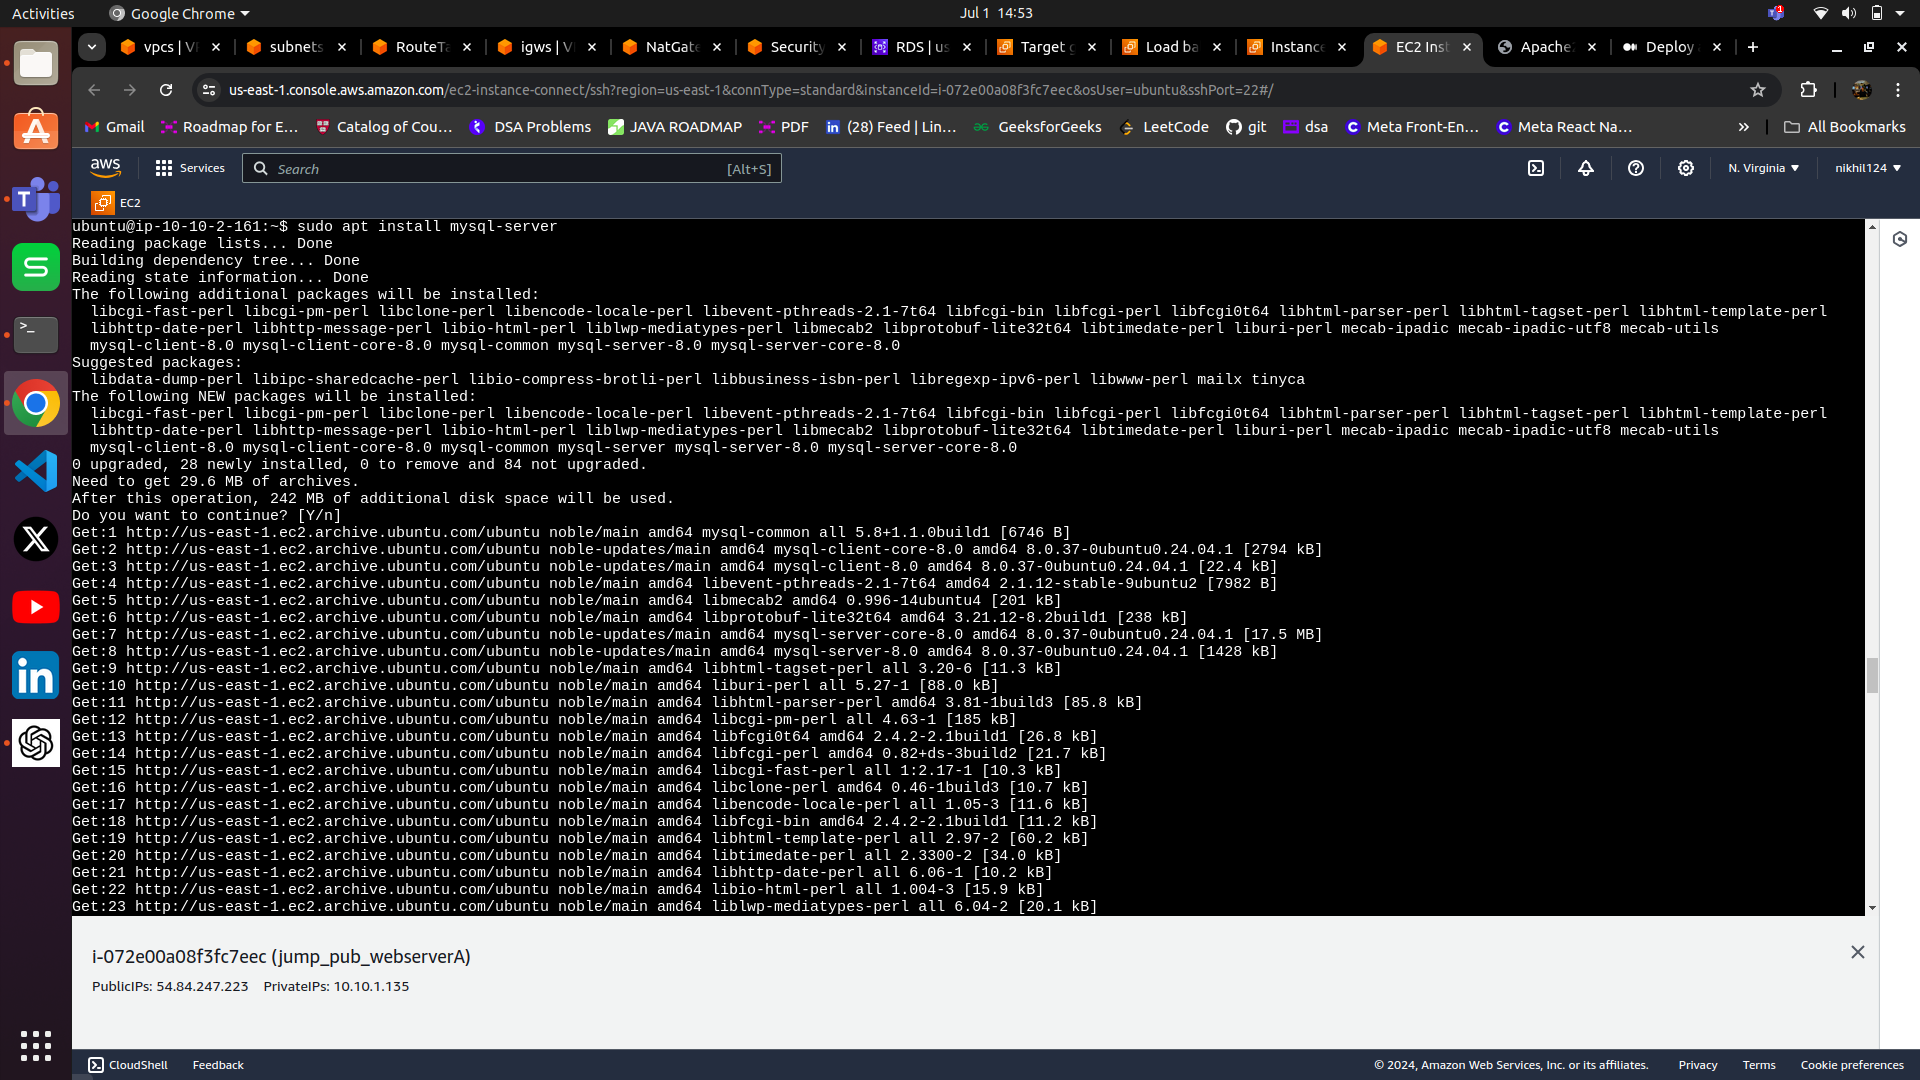 Activities
Google Chrome
Jul 1 14:53
vpcs | V
subnets
RouteTa
igws | V
NatGate
Security
RDS | us
Target g
Load ba
Instance
EC2 Inst
Apache2
Deploy
us-east-1.console.aws.amazon.com/ec2-instance-connect/ssh?region=us-east-1&connType=standard&instanceId=i-072e00a08f3fc7eec&osUser=ubuntu&sshPort=22#/
Gmail
Roadmap for E...
Catalog of Cou...
DSA Problems
JAVA ROADMAP
PDF
(28) Feed | Lin...
GeeksforGeeks
LeetCode
git
dsa
Meta Front-En...
Meta React Na...
All Bookmarks
aws
Services
Search
[Alt+S]
N. Virginia
nikhil124
EC2
ubuntu@ip-10-10-2-161:~$ sudo apt install mysql-server
Reading package lists... Done
Building dependency tree... Done
Reading state information... Done
The following additional packages will be installed:
libcgi-fast-perl libcgi-pm-perl libclone-perl libencode-locale-perl libevent-pthreads-2.1-7t64 libfcgi-bin libfcgi-perl libfcgi0t64 libhtml-parser-perl libhtml-tagset-perl libhtml-template-perl
libhttp-date-perl libhttp-message-perl libio-html-perl liblwp-mediatypes-perl libmecab2 libprotobuf-lite32t64 libtimedate-perl liburi-perl mecab-ipadic mecab-ipadic-utf8 mecab-utils
mysql-client-8.0 mysql-client-core-8.0 mysql-common mysql-server-8.0 mysql-server-core-8.0
Suggested packages:
libdata-dump-perl libipc-sharedcache-perl libio-compress-brotli-perl libbusiness-isbn-perl libregexp-ipv6-perl libwww-perl mailx tinyca
The following NEW packages will be installed:
libcgi-fast-perl libcgi-pm-perl libclone-perl libencode-locale-perl libevent-pthreads-2.1-7t64 libfcgi-bin libfcgi-perl libfcgi0t64 libhtml-parser-perl libhtml-tagset-perl libhtml-template-perl
libhttp-date-perl libhttp-message-perl libio-html-perl liblwp-mediatypes-perl libmecab2 libprotobuf-lite32t64 libtimedate-perl liburi-perl mecab-ipadic mecab-ipadic-utf8 mecab-utils
mysql-client-8.0 mysql-client-core-8.0 mysql-common mysql-server mysql-server-8.0 mysql-server-core-8.0
0 upgraded, 28 newly installed, 0 to remove and 84 not upgraded.
Need to get 29.6 MB of archives.
After this operation, 242 MB of additional disk space will be used.
Do you want to continue? [Y/n]
Get:1 http://us-east-1.ec2.archive.ubuntu.com/ubuntu noble/main amd64 mysql-common all 5.8+1.1.0build1 [6746 B]
Get:2 http://us-east-1.ec2.archive.ubuntu.com/ubuntu noble-updates/main amd64 mysql-client-core-8.0 amd64 8.0.37-0ubuntu0.24.04.1 [2794 kB]
Get:3 http://us-east-1.ec2.archive.ubuntu.com/ubuntu noble-updates/main amd64 mysql-client-8.0 amd64 8.0.37-0ubuntu0.24.04.1 [22.4 kB]
Get:4 http://us-east-1.ec2.archive.ubuntu.com/ubuntu noble/main amd64 libevent-pthreads-2.1-7t64 amd64 2.1.12-stable-9ubuntu2 [7982 B]
Get:5 http://us-east-1.ec2.archive.ubuntu.com/ubuntu noble/main amd64 libmecab2 amd64 0.996-14ubuntu4 [201 kB]
Get:6 http://us-east-1.ec2.archive.ubuntu.com/ubuntu noble/main amd64 libprotobuf-lite32t64 amd64 3.21.12-8.2build1 [238 kB]
Get:7 http://us-east-1.ec2.archive.ubuntu.com/ubuntu noble-updates/main amd64 mysql-server-core-8.0 amd64 8.0.37-0ubuntu0.24.04.1 [17.5 MB]
Get:8 http://us-east-1.ec2.archive.ubuntu.com/ubuntu noble-updates/main amd64 mysql-server-8.0 amd64 8.0.37-0ubuntu0.24.04.1 [1428 kB]
Get:9 http://us-east-1.ec2.archive.ubuntu.com/ubuntu noble/main amd64 libhtml-tagset-perl all 3.20-6 [11.3 kB]
Get:10 http://us-east-1.ec2.archive.ubuntu.com/ubuntu noble/main amd64 liburi-perl all 5.27-1 [88.0 kB]
Get:11 http://us-east-1.ec2.archive.ubuntu.com/ubuntu noble/main amd64 libhtml-parser-perl amd64 3.81-1build3 [85.8 kB]
Get:12 http://us-east-1.ec2.archive.ubuntu.com/ubuntu noble/main amd64 libcgi-pm-perl all 4.63-1 [185 kB]
Get:13 http://us-east-1.ec2.archive.ubuntu.com/ubuntu noble/main amd64 libfcgi0t64 amd64 2.4.2-2.1build1 [26.8 kB]
Get:14 http://us-east-1.ec2.archive.ubuntu.com/ubuntu noble/main amd64 libfcgi-perl amd64 0.82+ds-3build2 [21.7 kB]
Get:15 http://us-east-1.ec2.archive.ubuntu.com/ubuntu noble/main amd64 libcgi-fast-perl all 1:2.17-1 [10.3 kB]
Get:16 http://us-east-1.ec2.archive.ubuntu.com/ubuntu noble/main amd64 libclone-perl amd64 0.46-1build3 [10.7 kB]
Get:17 http://us-east-1.ec2.archive.ubuntu.com/ubuntu noble/main amd64 libencode-locale-perl all 1.05-3 [11.6 kB]
Get:18 http://us-east-1.ec2.archive.ubuntu.com/ubuntu noble/main amd64 libfcgi-bin amd64 2.4.2-2.1build1 [11.2 kB]
Get:19 http://us-east-1.ec2.archive.ubuntu.com/ubuntu noble/main amd64 libhtml-template-perl all 2.97-2 [60.2 kB]
Get:20 http://us-east-1.ec2.archive.ubuntu.com/ubuntu noble/main amd64 libtimedate-perl all 2.3300-2 [34.0 kB]
Get:21 http://us-east-1.ec2.archive.ubuntu.com/ubuntu noble/main amd64 libhttp-date-perl all 6.06-1 [10.2 kB]
Get:22 http://us-east-1.ec2.archive.ubuntu.com/ubuntu noble/main amd64 libio-html-perl all 1.004-3 [15.9 kB]
Get:23 http://us-east-1.ec2.archive.ubuntu.com/ubuntu noble/main amd64 liblwp-mediatypes-perl all 6.04-2 [20.1 kB]
i-072e00a08f3fc7eec (jump_pub_webserverA)
PublicIPs: 54.84.247.223 PrivateIPs: 10.10.1.135
CloudShell
Feedback
© 2024, Amazon Web Services, Inc. or its affiliates.
Privacy
Terms
Cookie preferences